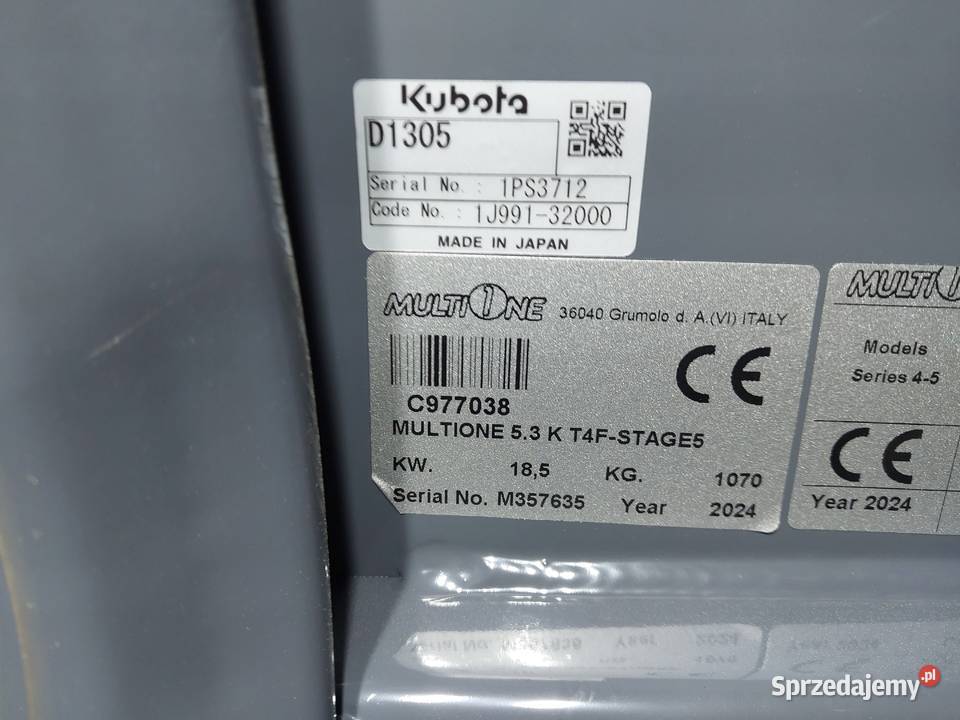 Kubota
D1305
Serial No. : 1PS3712
Code No. : 1J991-32000
MADE IN JAPAN
MULTIONE 36040 Grumolo d. A.(VI) ITALY
CE
C977038
MULTIONE 5.3 K T4F-STAGE5
KW. 18,5 KG. 1070
Serial No. M357635 Year 2024
Models
Series 4-5
CE
Year 2024
Sprzedajemy.pl